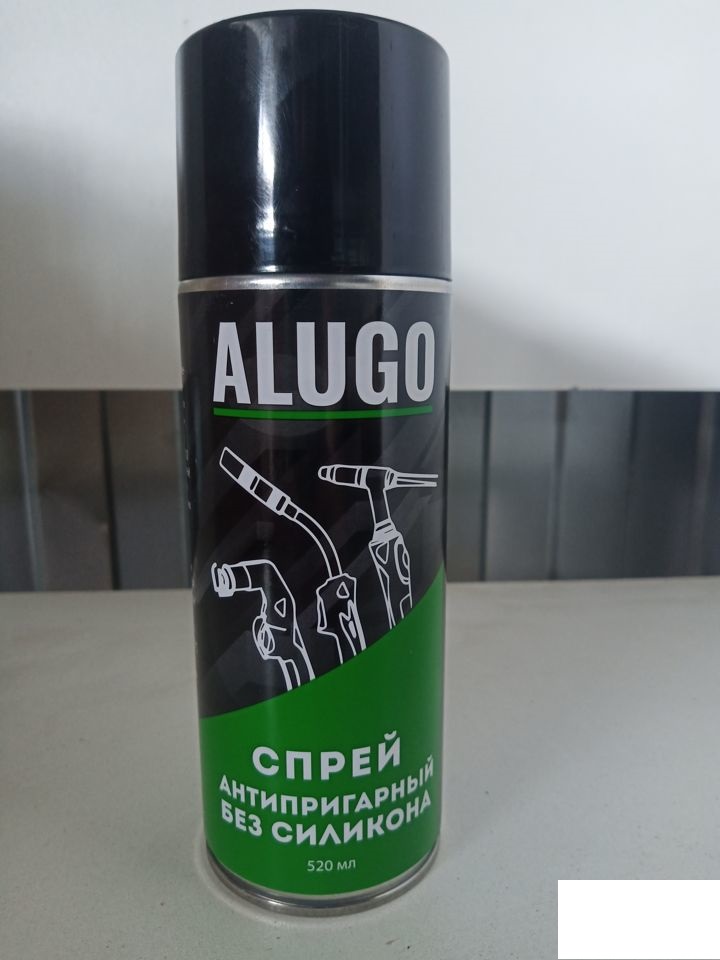 ALUGO
СПРЕЙ
АНТИПРИГАРНЫЙ
БЕЗ СИЛИКОНА
520 мл